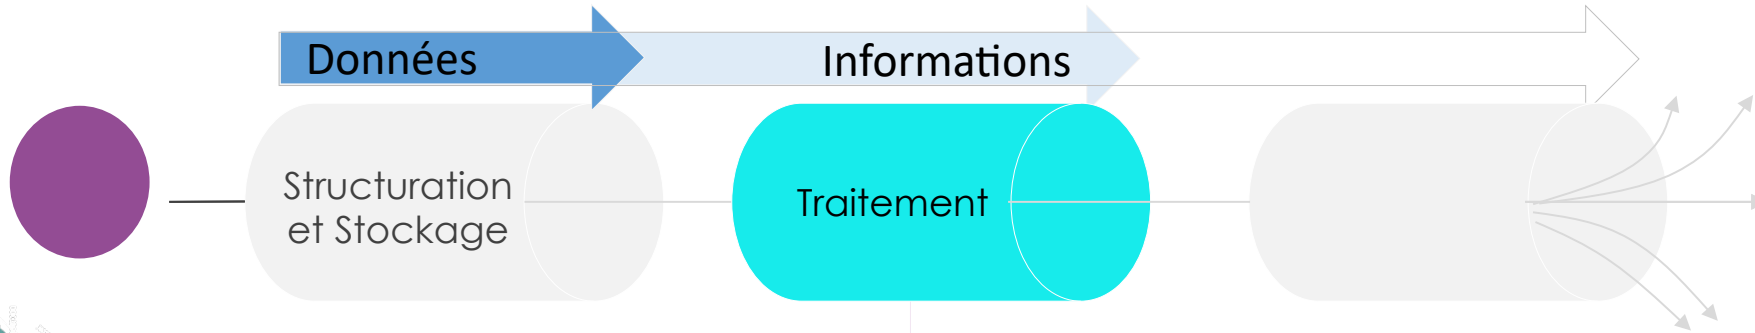 Données
Informations
Structuration
et Stockage
Traitement